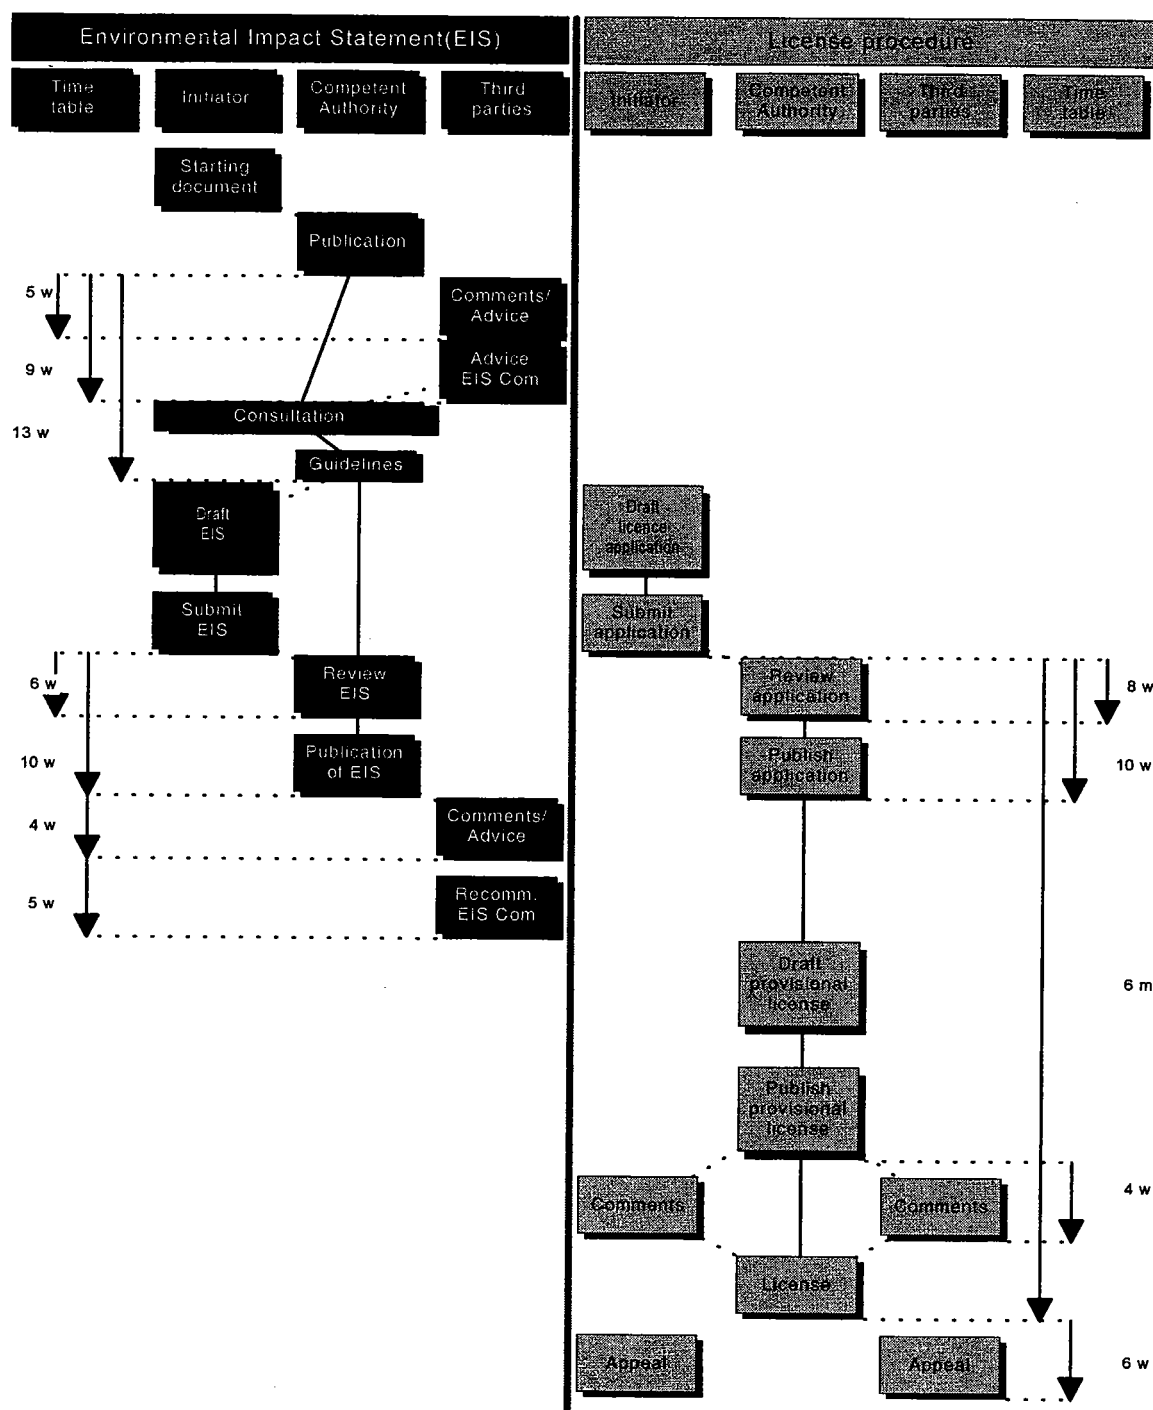 Environmental Impact Statement(EIS)
License procedure
Time
table
Initiator
Competent
Authority
Third
parties
Initiator
Competent
Authority
Third
parties
Time
table
Starting
document
Publication
5 w
Comments/
Advice
9 w
Advice
EIS Com
Consultation
13 w
Guidelines
Draft
EIS
Draft
licence
application
Submit
EIS
Submit
application
6 w
Review
EIS
Review
application
8 w
10 w
Publication
of EIS
Publish
application
10 w
4 w
Comments/
Advice
5 w
Recomm.
EIS Com
Draft
provisional
license
6 m
Publish
provisional
license
Comments
Comments
4 w
License
Appeal
Appeal
6 w